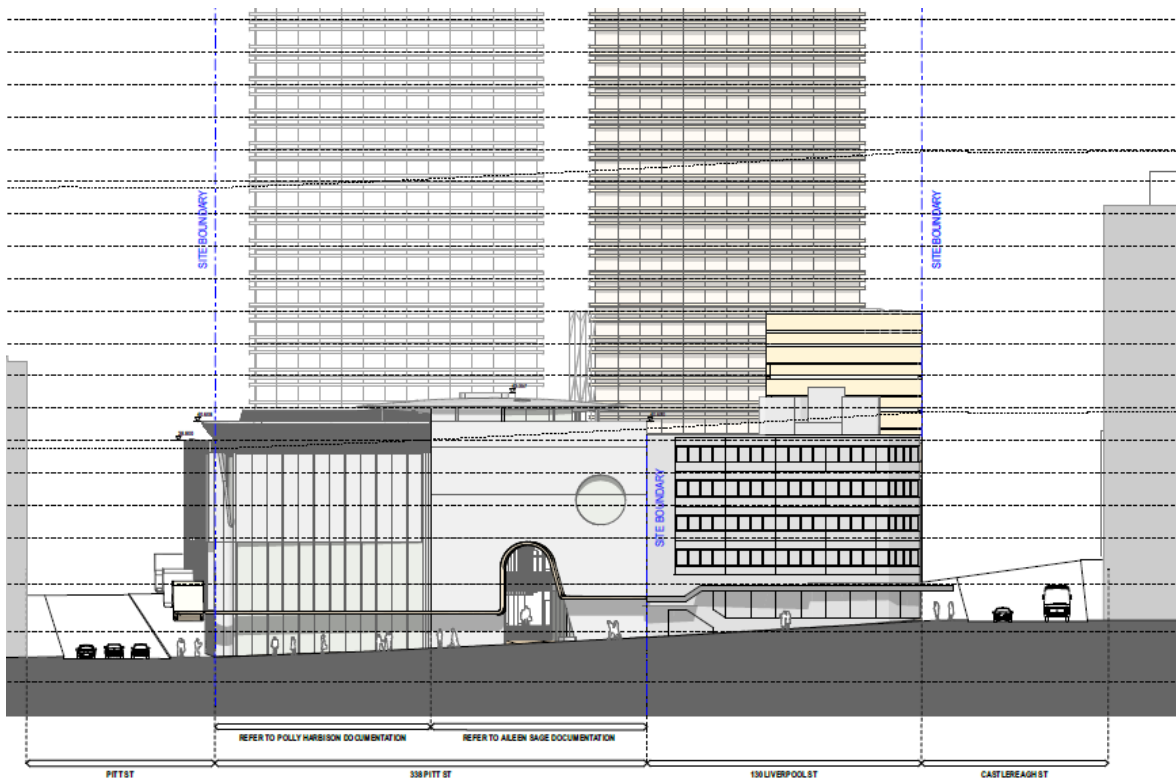 SITE BOUNDARY
SITE BOUNDARY
SITE BOUNDARY
REFER TO POLLY HARBISON DOCUMENTATION
REFER TO AILEEN SAGE DOCUMENTATION
PITT ST
338 PITT ST
130 LIVERPOOL ST
CASTLEREAGH ST